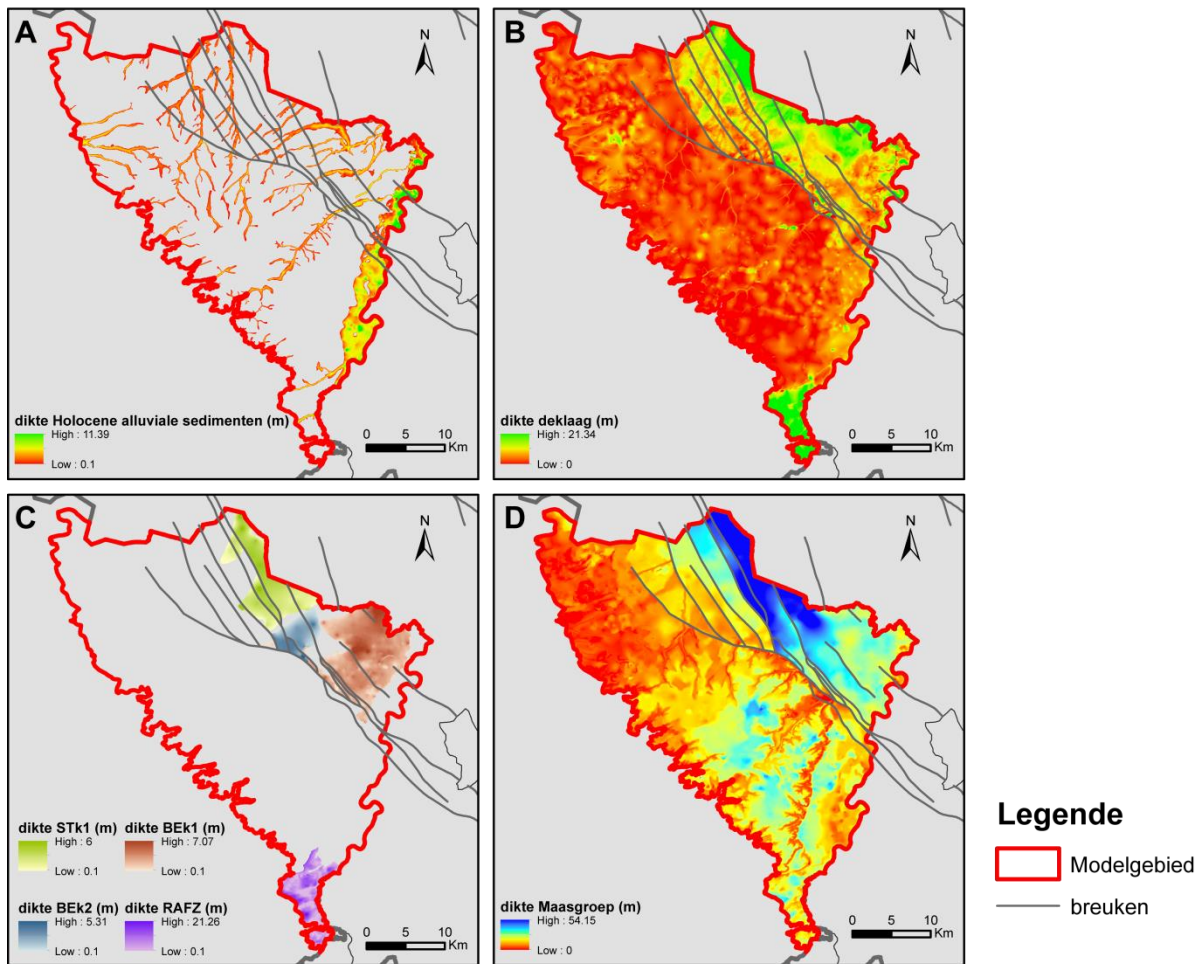 A
N
dikte Holocene alluviale sedimenten (m)
High : 11.39
Low : 0.1
0 5 10
Km
B
N
dikte deklaag (m)
High : 21.34
Low : 0
0 5 10
Km
C
N
dikte STk1 (m) dikte BEk1 (m)
High : 6 High : 7.07
Low : 0.1 Low : 0.1
dikte BEk2 (m) dikte RAFZ (m)
High : 5.31 High : 21.26
Low : 0.1 Low : 0.1
0 5 10
Km
D
N
dikte Maasgroep (m)
High : 54.15
Low : 0
0 5 10
Km
Legende
Modelgebied
breuken